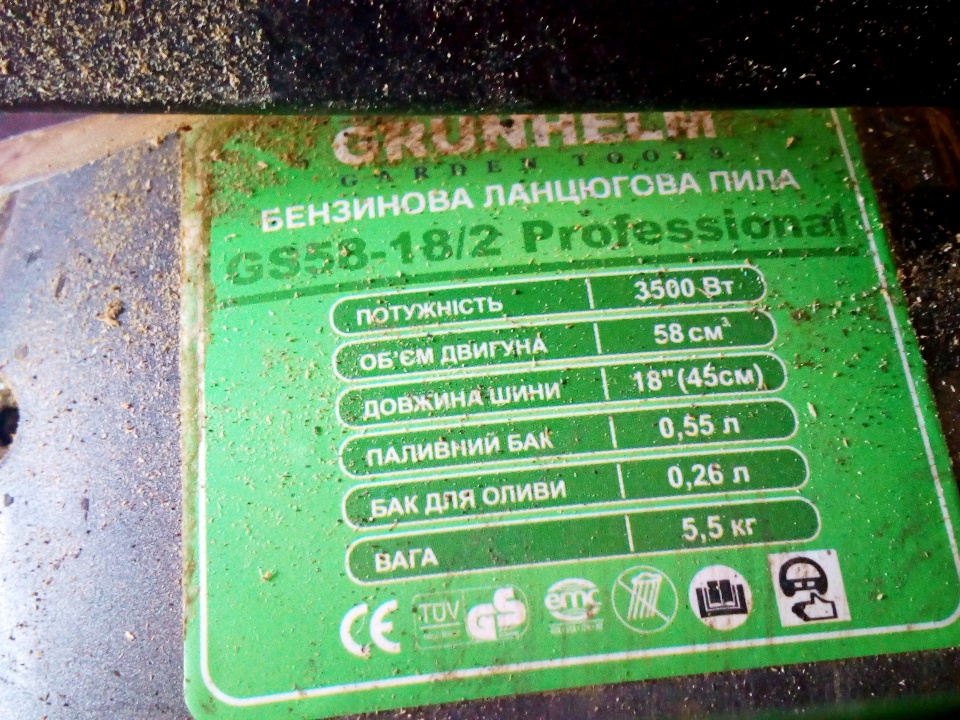 GRUNHELM
GARDEN TOOLS
БЕНЗИНОВА ЛАНЦЮГОВА ПИЛА
GS58-18/2 Professional
ПОТУЖНІСТЬ 3500 Вт
ОБ'ЄМ ДВИГУНА 58 см³
ДОВЖИНА ШИНИ 18" (45см)
ПАЛИВНИЙ БАК 0,55 л
БАК ДЛЯ ОЛИВИ 0,26 л
ВАГА 5,5 кг
CE TÜV GS emc